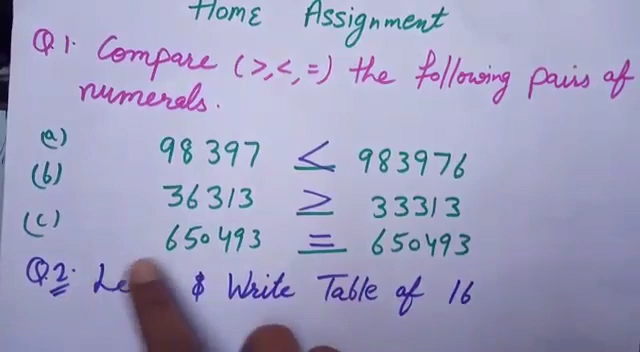 Home Assignment
Q1. Compare (>,<,=) the following pairs of
numerals.
(a) 98397 < 983976
(b) 36313 > 33313
(c) 650493 = 650493
Q2. $ Write Table of 16